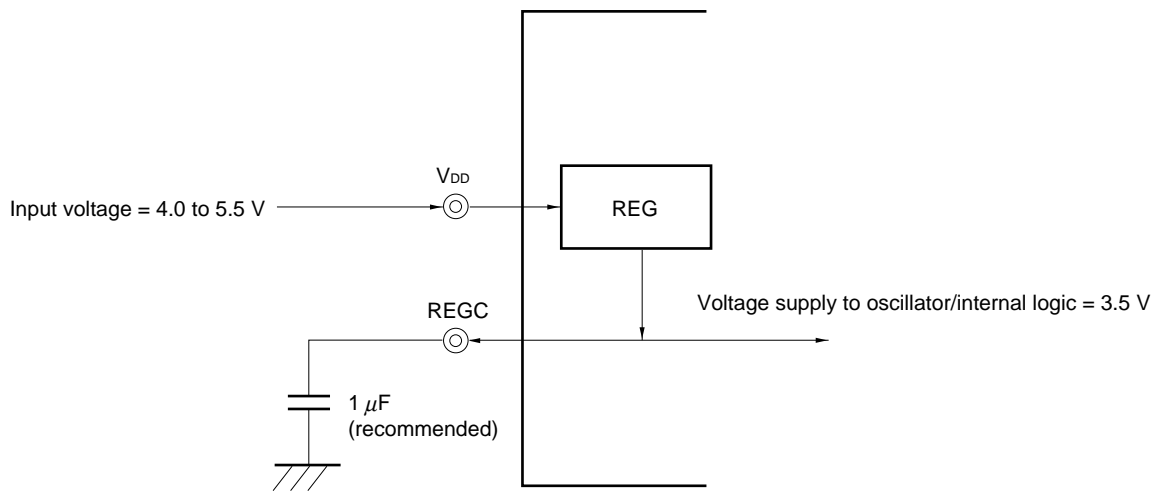 VDD
Input voltage = 4.0 to 5.5 V
REG
Voltage supply to oscillator/internal logic = 3.5 V
REGC
1 μF
(recommended)